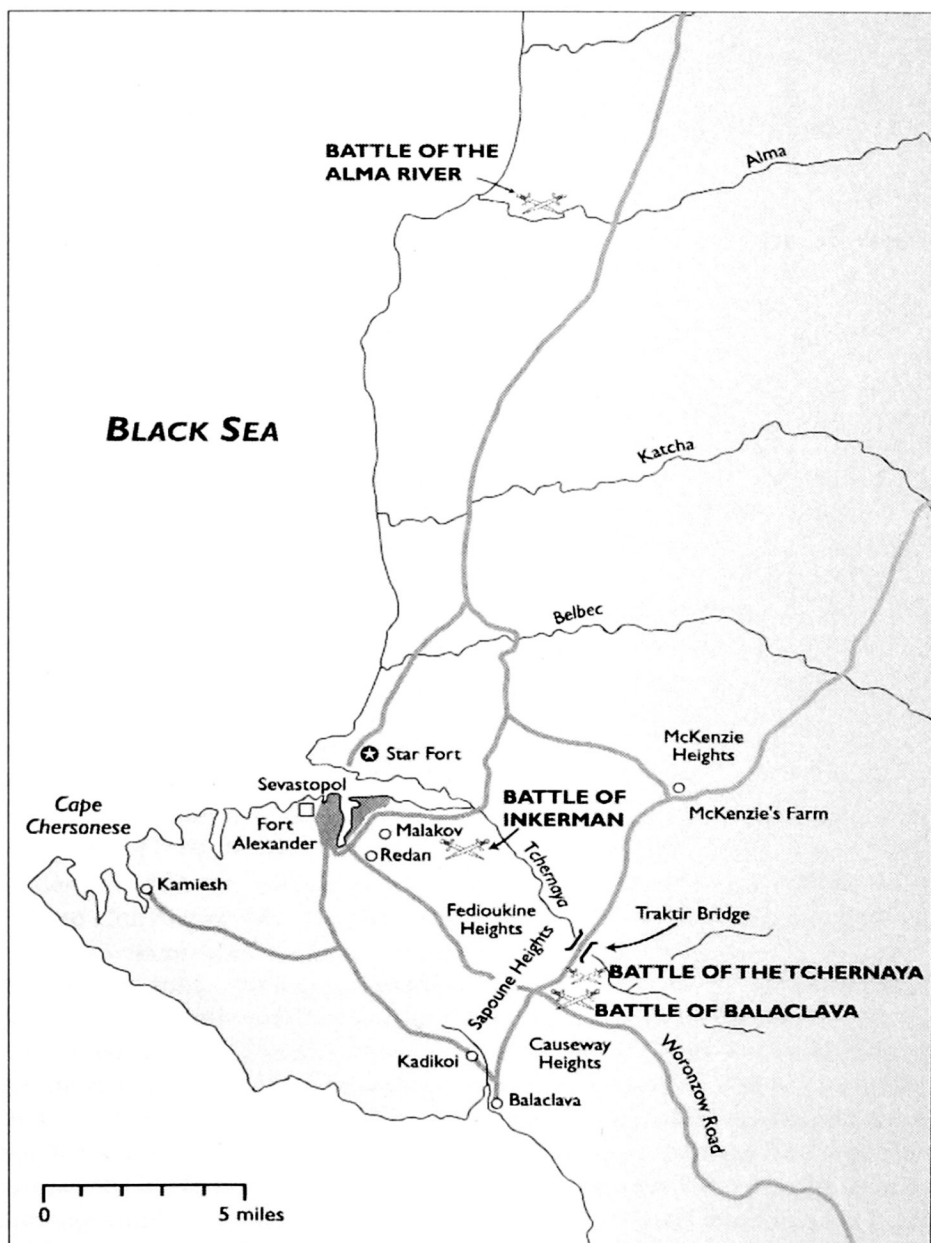 BATTLE OF THE
ALMA RIVER
Alma
BLACK SEA
Katcha
Belbec
McKenzie
Heights
Star Fort
Sevastopol
Cape
Chersonese
Fort
Alexander
BATTLE OF
INKERMAN
McKenzie's Farm
Malakov
Redan
Tchernaya
Kamiesh
Fedioukine
Heights
Traktir Bridge
Sapoune Heights
BATTLE OF THE TCHERNAYA
BATTLE OF BALACLAVA
Causeway
Heights
Kadikoi
Woronzow Road
Balaclava
0
5 miles